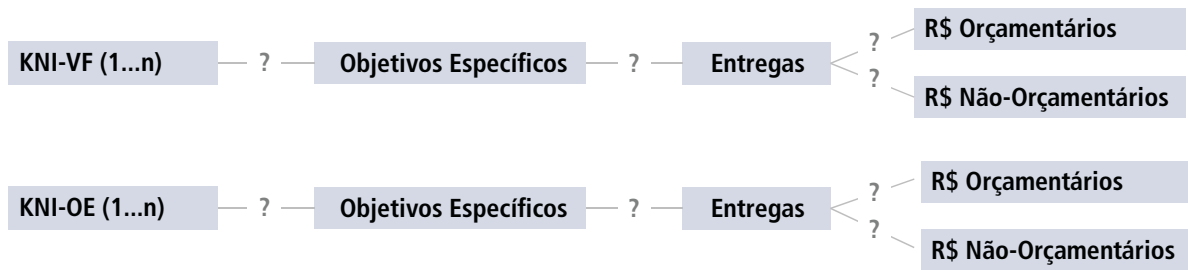 KNI-VF (1...n) ? Objetivos Específicos ? Entregas ? R$ Orçamentários
? R$ Não-Orçamentários
KNI-OE (1...n) ? Objetivos Específicos ? Entregas ? R$ Orçamentários
? R$ Não-Orçamentários